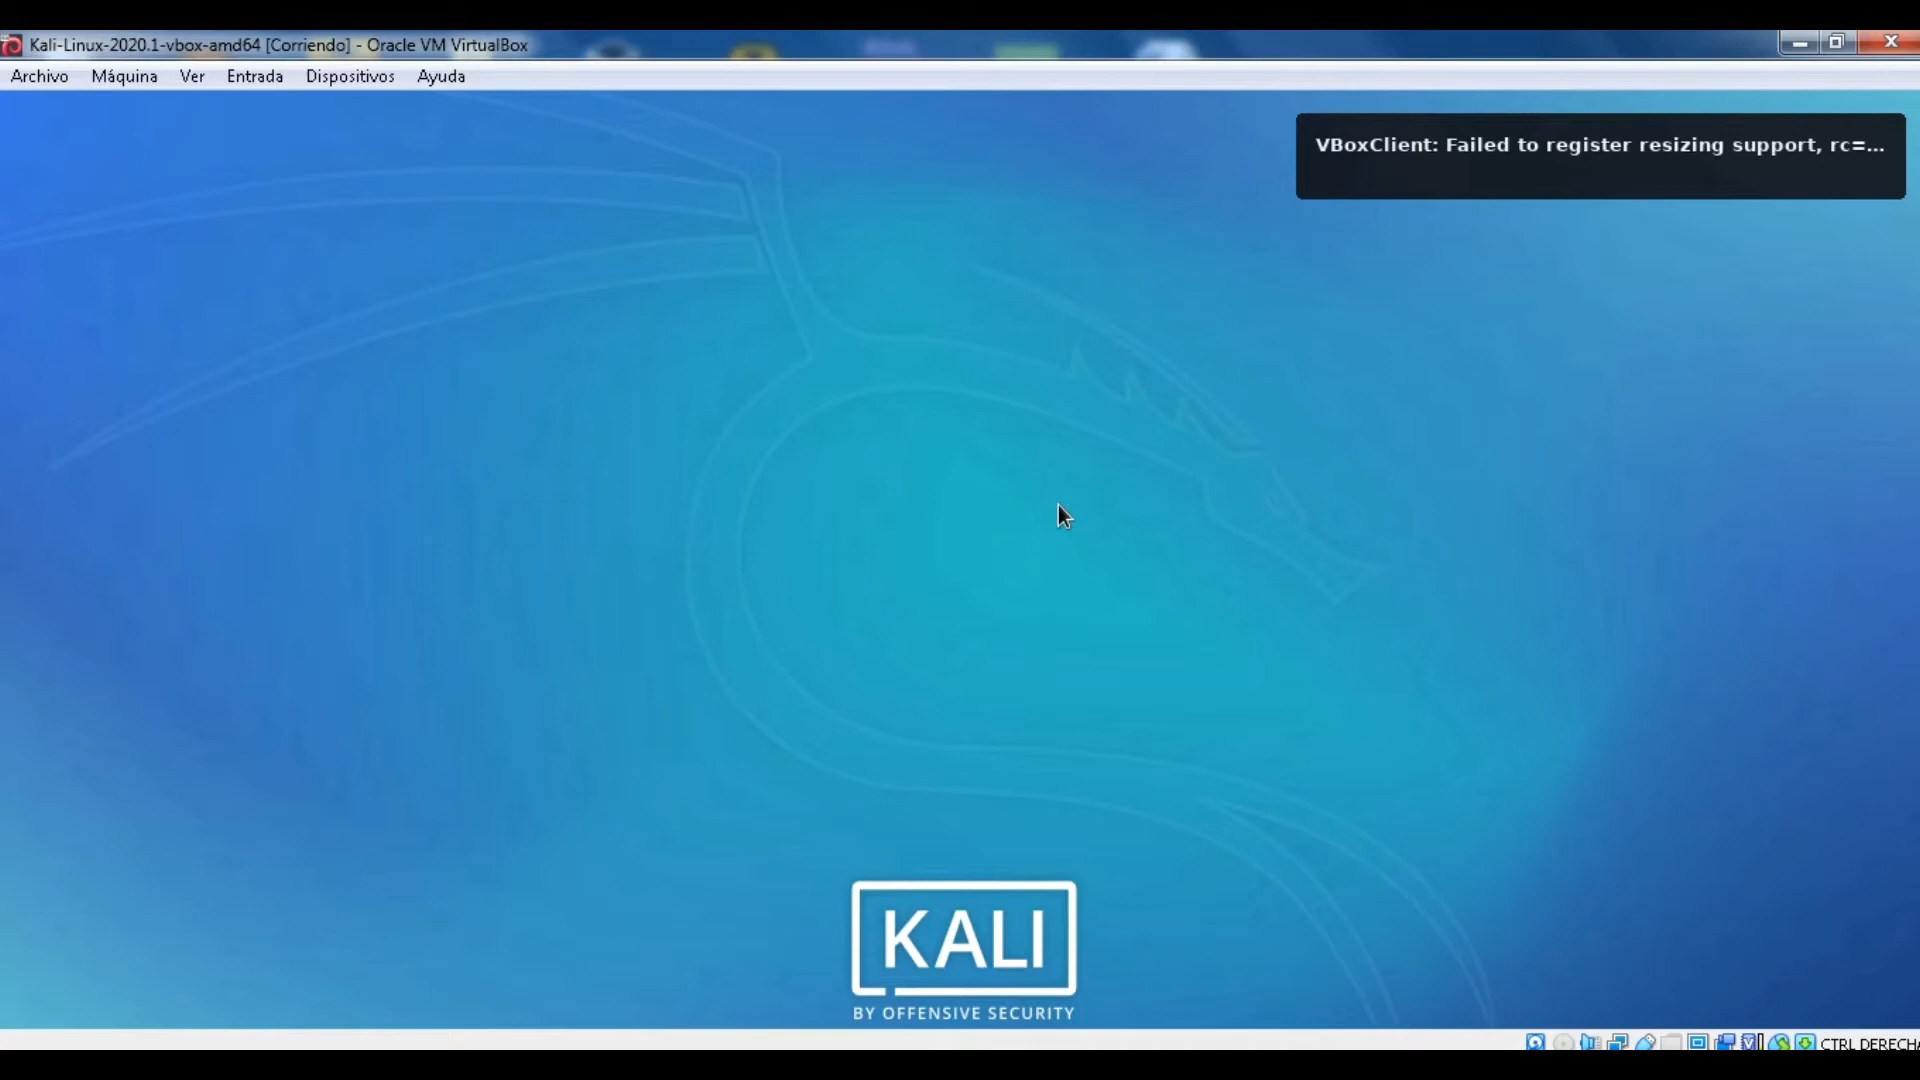 Kali-Linux-2020.1-vbox-amd64 [Corriendo] - Oracle VM VirtualBox
Archivo Máquina Ver Entrada Dispositivos Ayuda
VBoxClient: Failed to register resizing support, rc=...
KALI
BY OFFENSIVE SECURITY
CTRL DERECHA